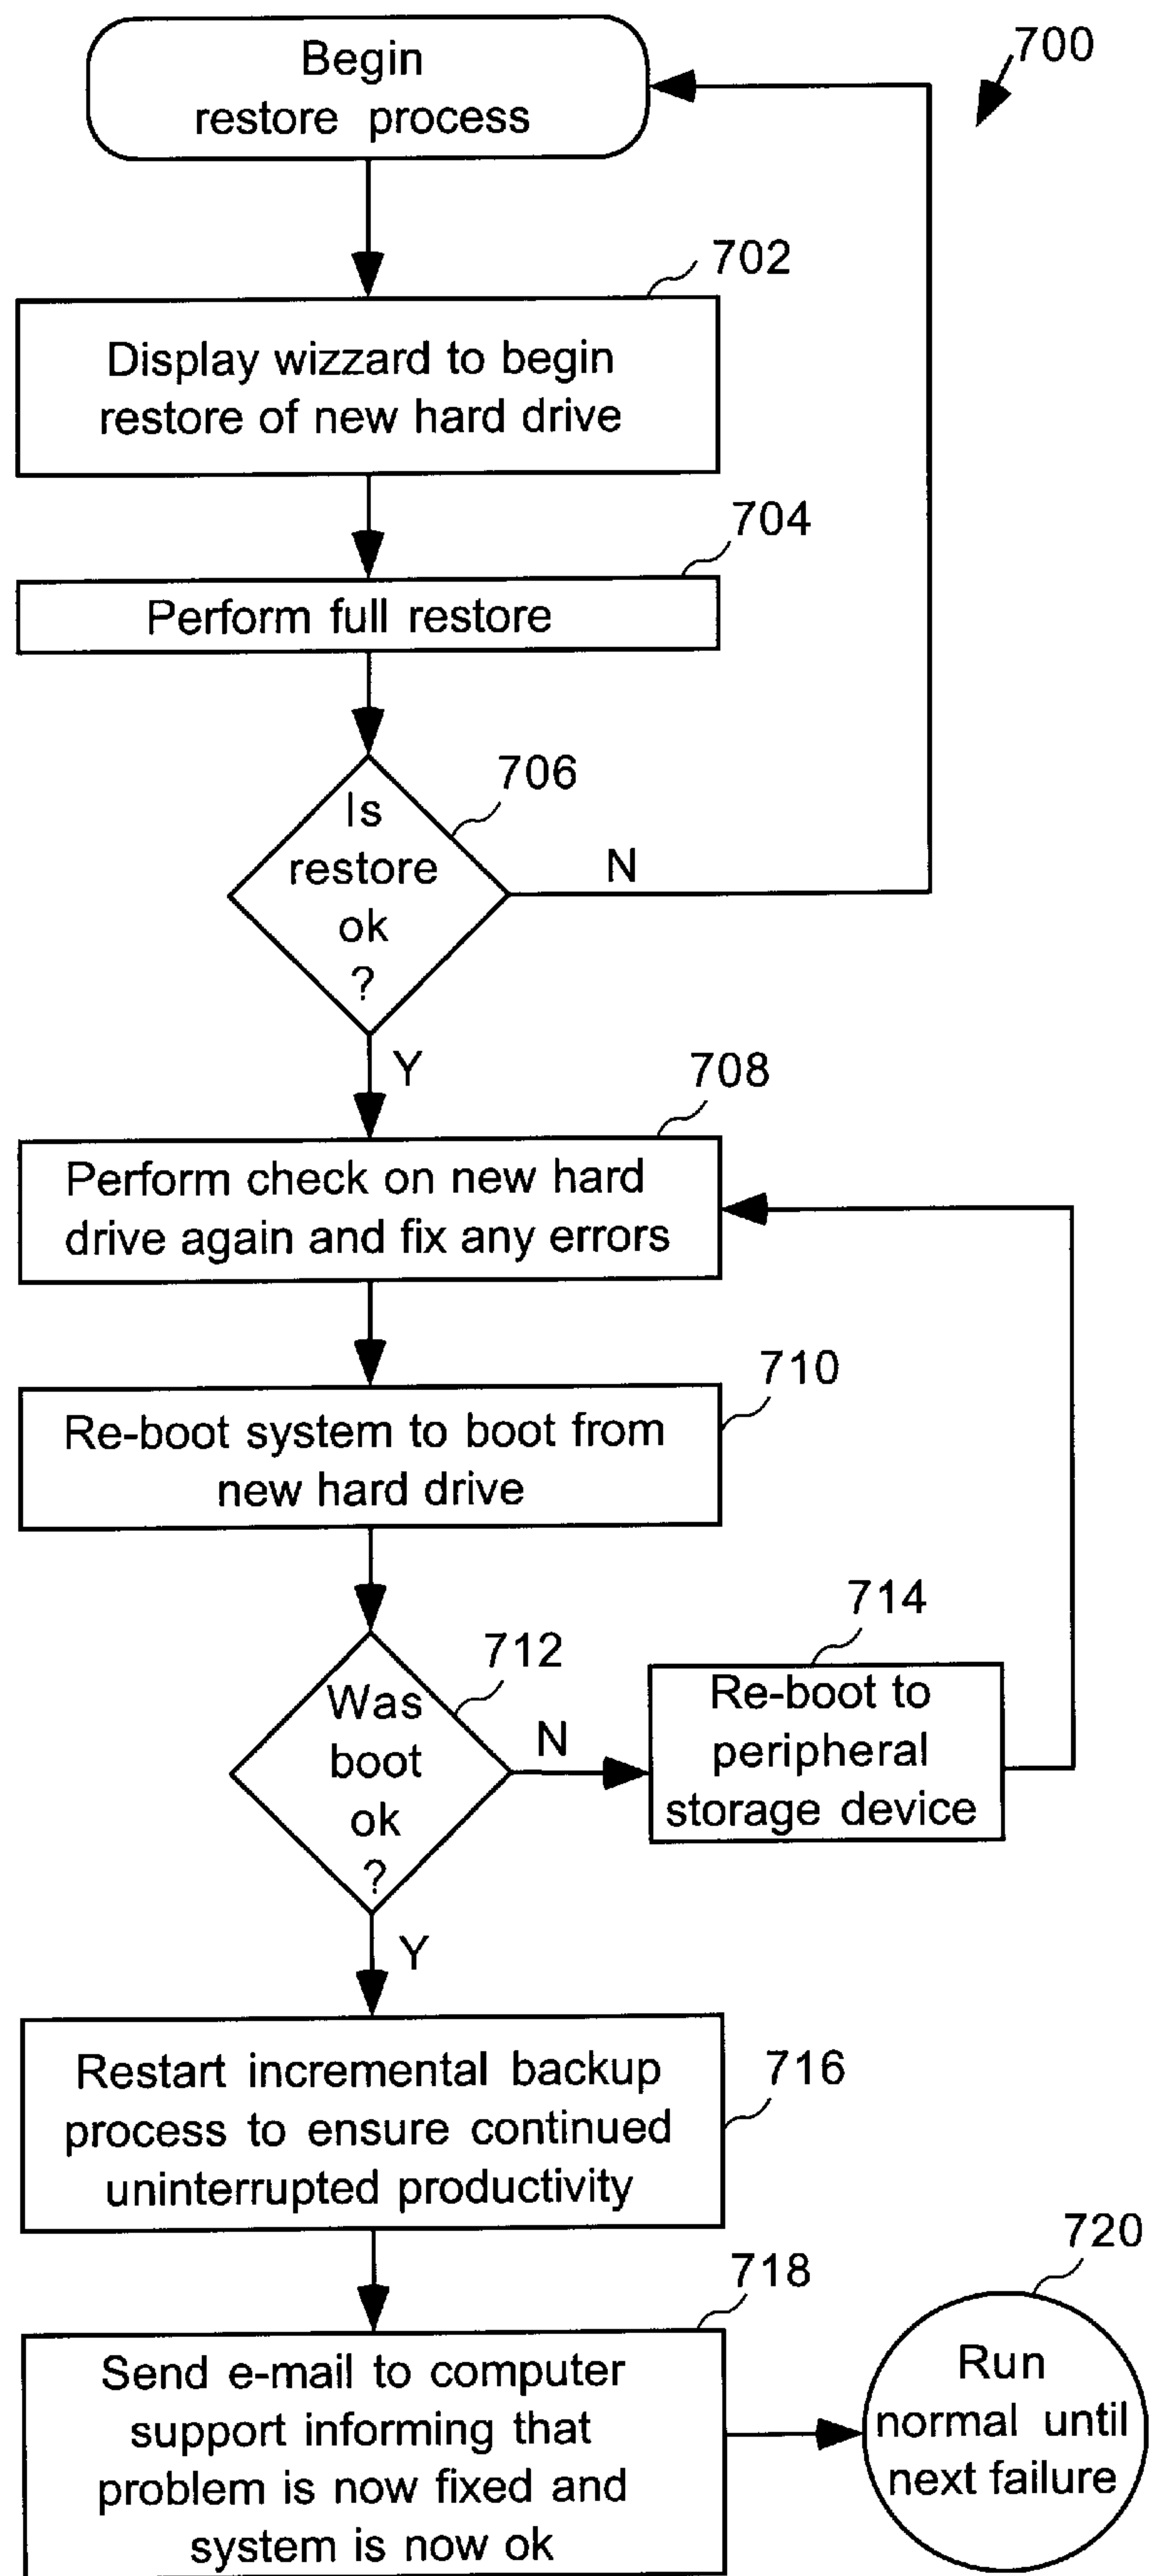 Begin
restore process
700
702
Display wizzard to begin
restore of new hard drive
704
Perform full restore
706
Is
restore
ok
?
N
Y
708
Perform check on new hard
drive again and fix any errors
710
Re-boot system to boot from
new hard drive
712
Was
boot
ok
?
N
714
Re-boot to
peripheral
storage device
Y
716
Restart incremental backup
process to ensure continued
uninterrupted productivity
718
Send e-mail to computer
support informing that
problem is now fixed and
system is now ok
720
Run
normal until
next failure